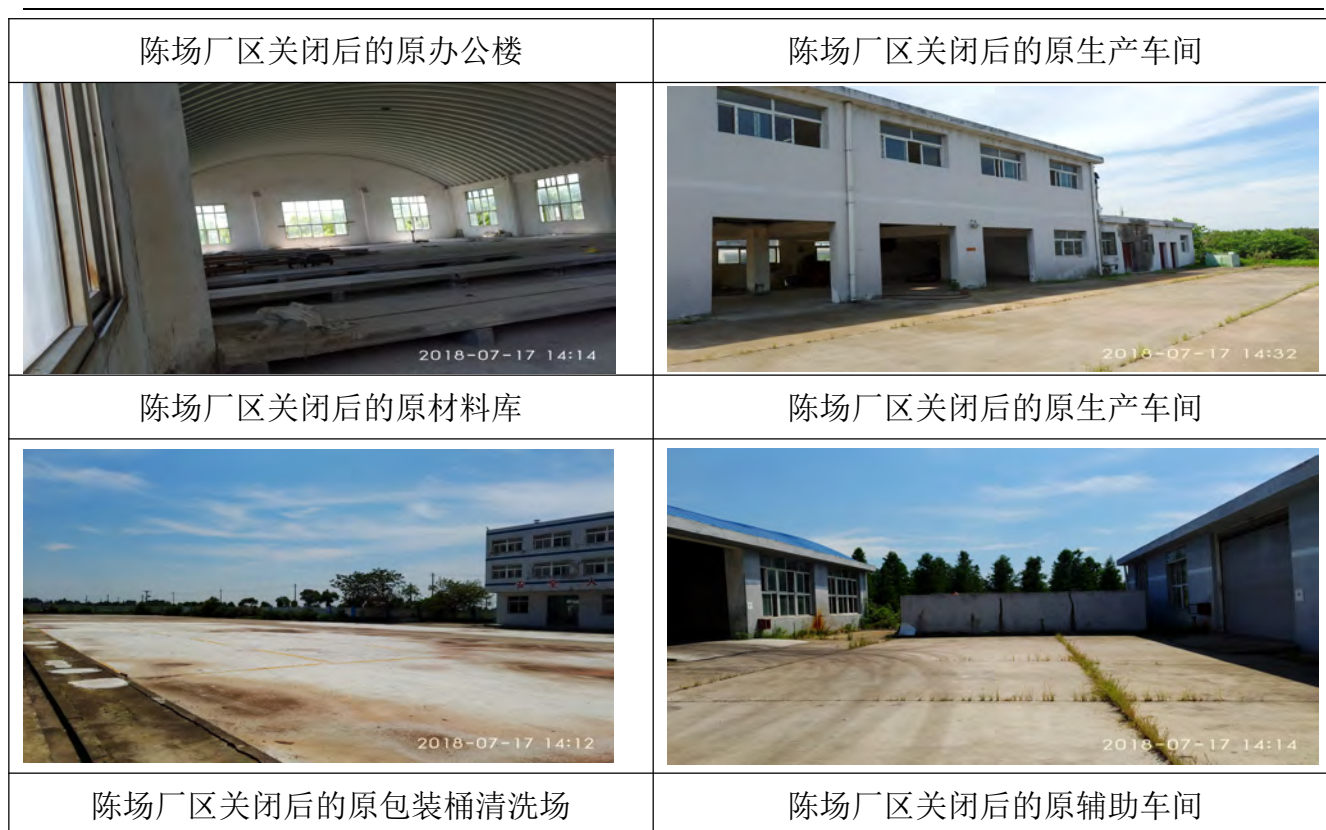 陈场厂区关闭后的原办公楼
陈场厂区关闭后的原生产车间
2018-07-17 14:14
2018-07-17 14:32
陈场厂区关闭后的原材料库
陈场厂区关闭后的原生产车间
2018-07-17 14:12
2018-07-17 14:14
陈场厂区关闭后的原包装桶清洗场
陈场厂区关闭后的原辅助车间